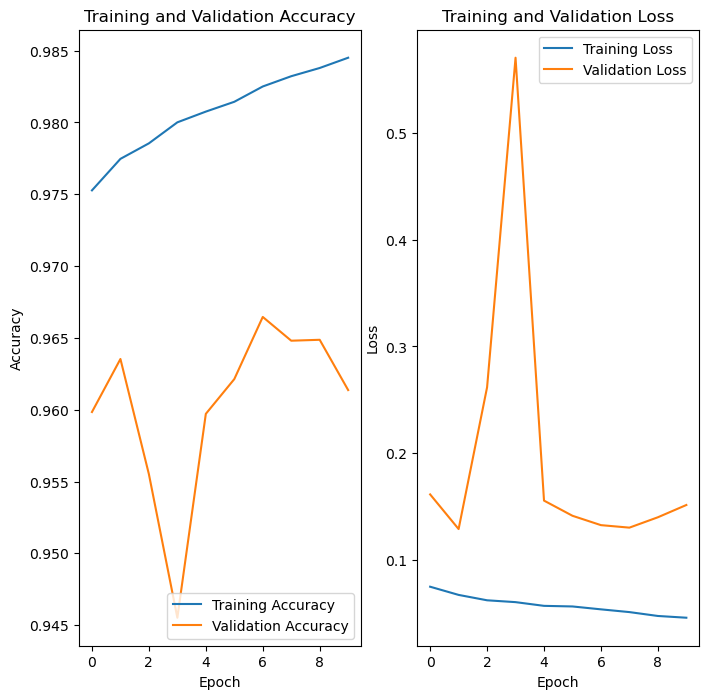 Training and Validation Accuracy
0.985
0.980
0.975
0.970
0.965
0.960
0.955
0.950
0.945
Accuracy
0 2 4 6 8
Epoch
Training Accuracy
Validation Accuracy
Training and Validation Loss
0.5
0.4
0.3
0.2
0.1
Loss
0 2 4 6 8
Epoch
Training Loss
Validation Loss